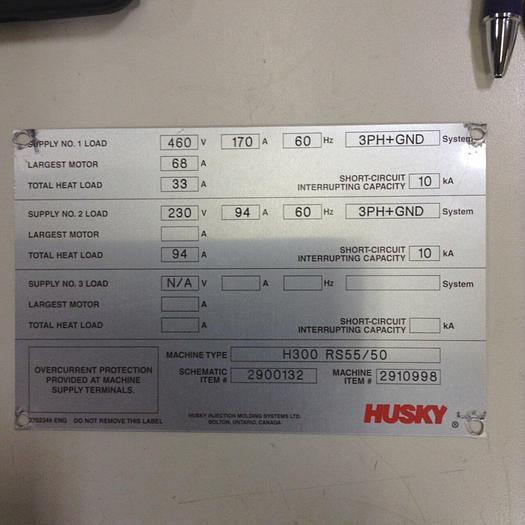 SUPPLY NO. 1 LOAD 460 V 170 A 60 Hz 3PH+GND System
LARGEST MOTOR 68 A
TOTAL HEAT LOAD 33 A SHORT-CIRCUIT INTERRUPTING CAPACITY 10 kA
SUPPLY NO. 2 LOAD 230 V 94 A 60 Hz 3PH+GND System
LARGEST MOTOR A
TOTAL HEAT LOAD 94 A SHORT-CIRCUIT INTERRUPTING CAPACITY 10 kA
SUPPLY NO. 3 LOAD N/A V A Hz System
LARGEST MOTOR A
TOTAL HEAT LOAD A SHORT-CIRCUIT INTERRUPTING CAPACITY kA
OVERCURRENT PROTECTION
PROVIDED AT MACHINE
SUPPLY TERMINALS.
MACHINE TYPE H300 RS55/50
SCHEMATIC ITEM # 2900132 MACHINE ITEM # 2910998
ENG DO NOT REMOVE THIS LABEL
HUSKY INJECTION MOLDING SYSTEMS LTD.
BOLTON, ONTARIO, CANADA
HUSKY ®